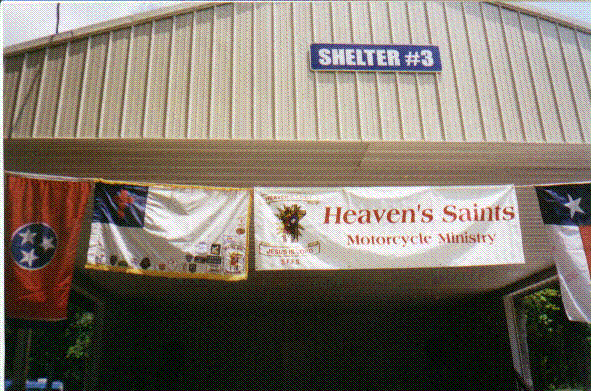 SHELTER #3
Heaven's Saints
Motorcycle Ministry
JESUS IS LORD